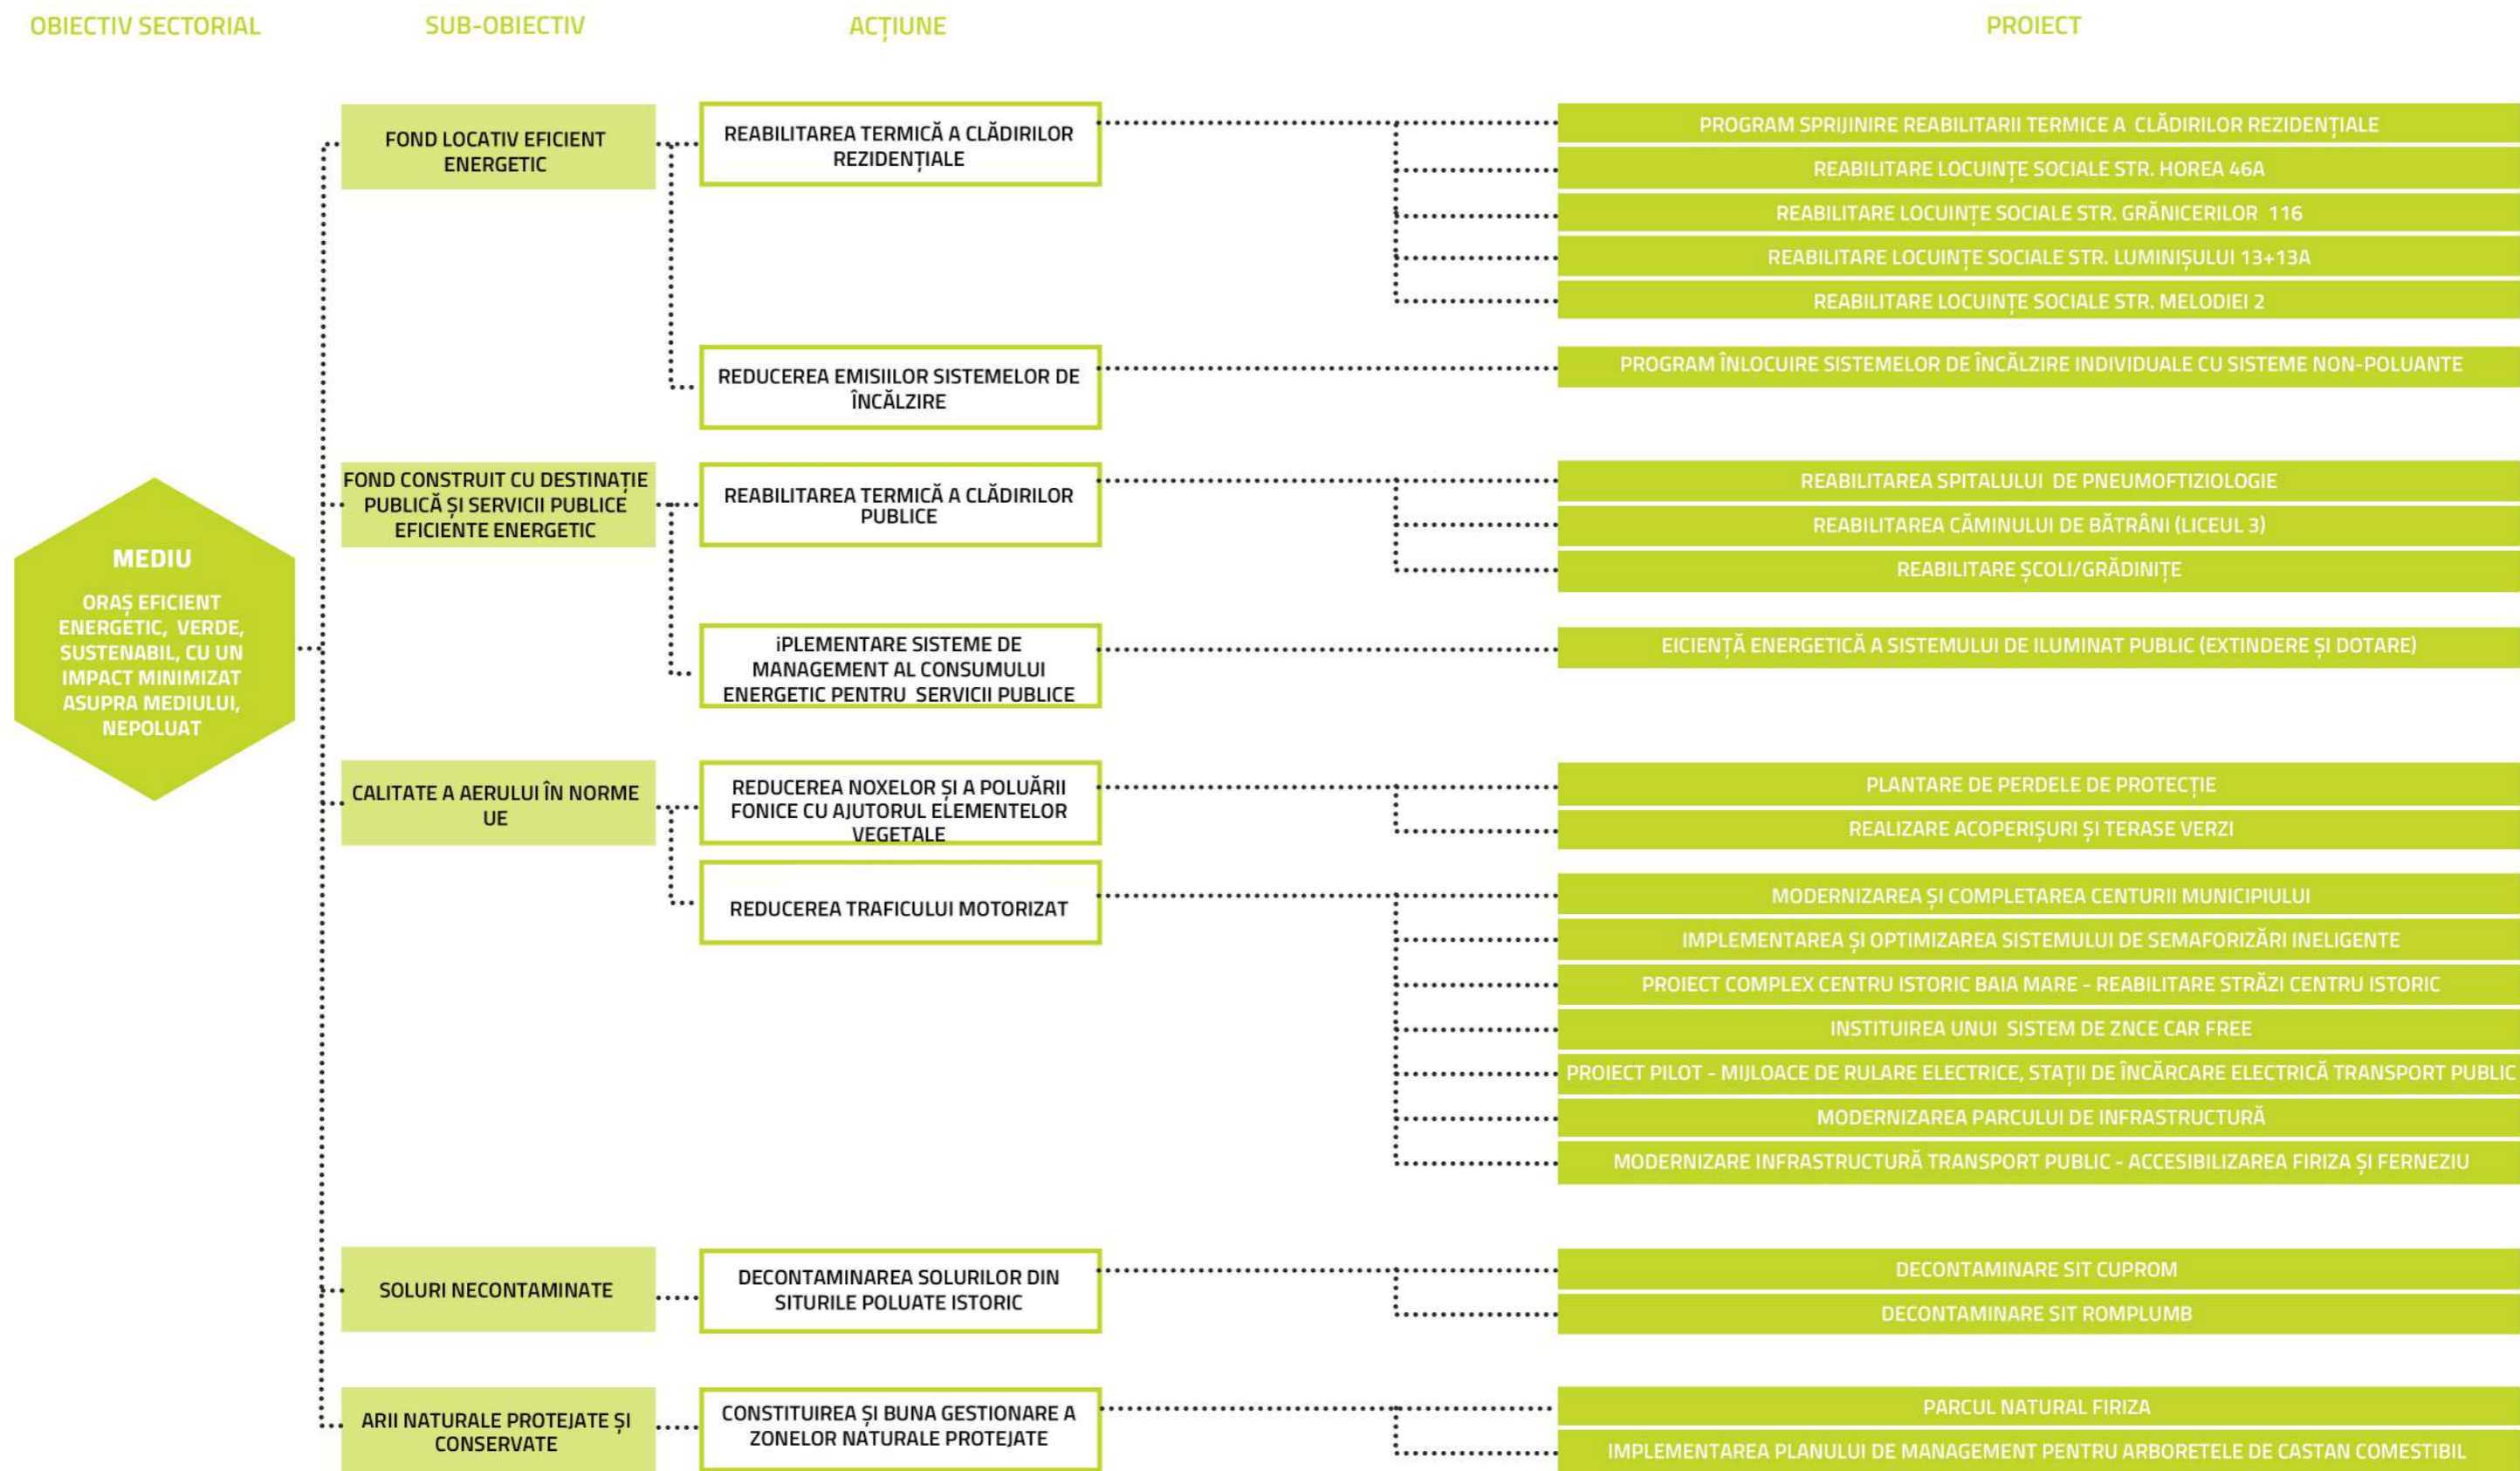 OBIECTIV SECTORIAL
SUB-OBIECTIV
ACȚIUNE
PROIECT
MEDIU
ORAȘ EFICIENT
ENERGETIC, VERDE,
SUSTENABIL, CU UN
IMPACT MINIMIZAT
ASUPRA MEDIULUI,
NEPOLUAT
FOND LOCATIV EFICIENT
ENERGETIC
REABILITAREA TERMICĂ A CLĂDIRILOR
REZIDENȚIALE
PROGRAM SPRIJINIRE REABILITARII TERMICE A CLĂDIRILOR REZIDENȚIALE
REABILITARE LOCUINȚE SOCIALE STR. HOREA 46A
REABILITARE LOCUINȚE SOCIALE STR. GRĂNICERILOR 116
REABILITARE LOCUINȚE SOCIALE STR. LUMINIȘULUI 13+13A
REABILITARE LOCUINȚE SOCIALE STR. MELODIEI 2
REDUCEREA EMISIILOR SISTEMELOR DE
ÎNCĂLZIRE
PROGRAM ÎNLOCUIRE SISTEMELOR DE ÎNCĂLZIRE INDIVIDUALE CU SISTEME NON-POLUANTE
FOND CONSTRUIT CU DESTINAȚIE
PUBLICĂ ȘI SERVICII PUBLICE
EFICIENTE ENERGETIC
REABILITAREA TERMICĂ A CLĂDIRILOR
PUBLICE
REABILITAREA SPITALULUI DE PNEUMOFTIZIOLOGIE
REABILITAREA CĂMINULUI DE BĂTRÂNI (LICEUL 3)
REABILITARE ȘCOLI/GRĂDINIȚE
iPLEMENTARE SISTEME DE
MANAGEMENT AL CONSUMULUI
ENERGETIC PENTRU SERVICII PUBLICE
EICIENȚĂ ENERGETICĂ A SISTEMULUI DE ILUMINAT PUBLIC (EXTINDERE ȘI DOTARE)
CALITATE A AERULUI ÎN NORME
UE
REDUCEREA NOXELOR ȘI A POLUĂRII
FONICE CU AJUTORUL ELEMENTELOR
VEGETALE
PLANTARE DE PERDELE DE PROTECȚIE
REALIZARE ACOPERIȘURI ȘI TERASE VERZI
REDUCEREA TRAFICULUI MOTORIZAT
MODERNIZAREA ȘI COMPLETAREA CENTURII MUNICIPIULUI
IMPLEMENTAREA ȘI OPTIMIZAREA SISTEMULUI DE SEMAFORIZĂRI INELIGENTE
PROIECT COMPLEX CENTRU ISTORIC BAIA MARE - REABILITARE STRĂZI CENTRU ISTORIC
INSTITUIREA UNUI SISTEM DE ZNCE CAR FREE
PROIECT PILOT - MIJLOACE DE RULARE ELECTRICE, STAȚII DE ÎNCĂRCARE ELECTRICĂ TRANSPORT PUBLIC
MODERNIZAREA PARCULUI DE INFRASTRUCTURĂ
MODERNIZARE INFRASTRUCTURĂ TRANSPORT PUBLIC - ACCESIBILIZAREA FIRIZA ȘI FERNEZIU
SOLURI NECONTAMINATE
DECONTAMINAREA SOLURILOR DIN
SITURILE POLUATE ISTORIC
DECONTAMINARE SIT CUPROM
DECONTAMINARE SIT ROMPLUMB
ARII NATURALE PROTEJATE ȘI
CONSERVATE
CONSTITUIREA ȘI BUNA GESTIONARE A
ZONELOR NATURALE PROTEJATE
PARCUL NATURAL FIRIZA
IMPLEMENTAREA PLANULUI DE MANAGEMENT PENTRU ARBORETELE DE CASTAN COMESTIBIL